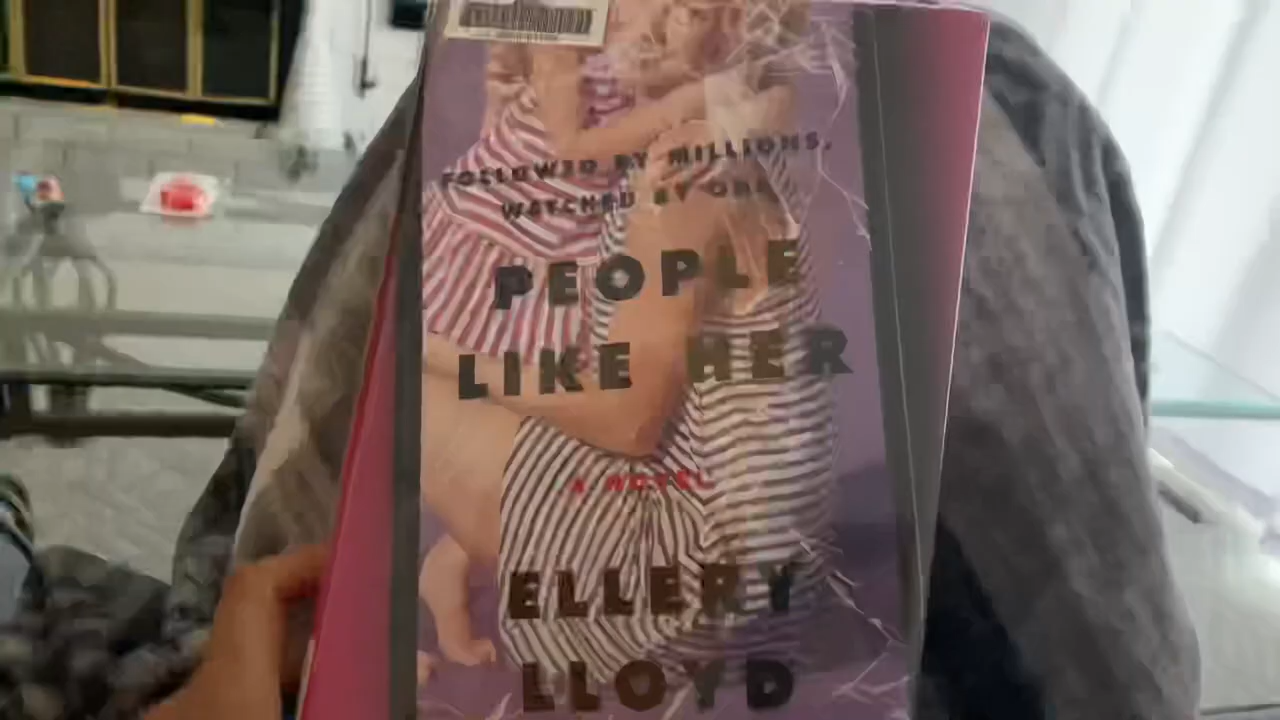 FOLLOWED BY MILLIONS,
WATCHED BY ONE
PEOPLE
LIKE HER
A NOVEL
ELLERY
LLOYD